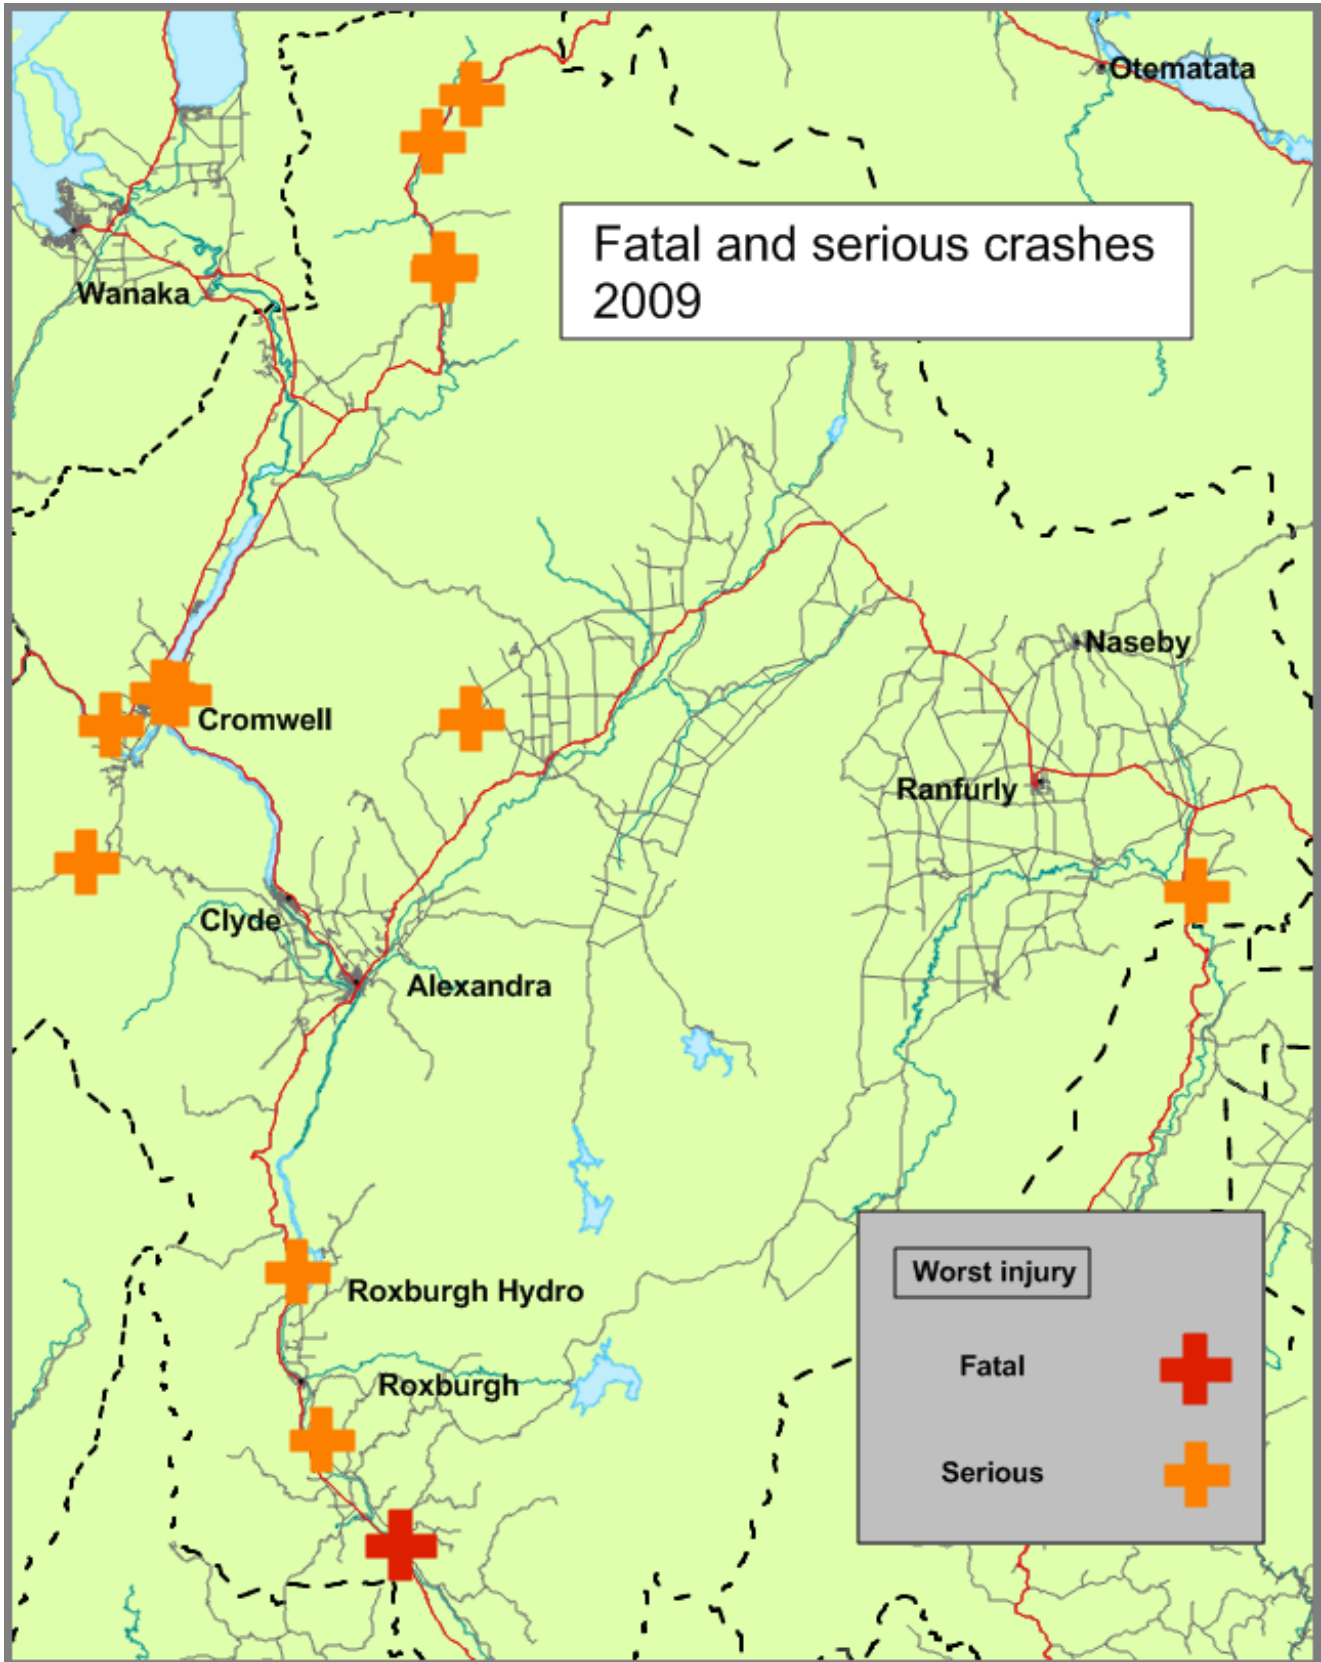 Otematata
Fatal and serious crashes
2009
Wanaka
Naseby
Cromwell
Ranfurly
Clyde
Alexandra
Roxburgh Hydro
Roxburgh
Worst injury
Fatal
Serious